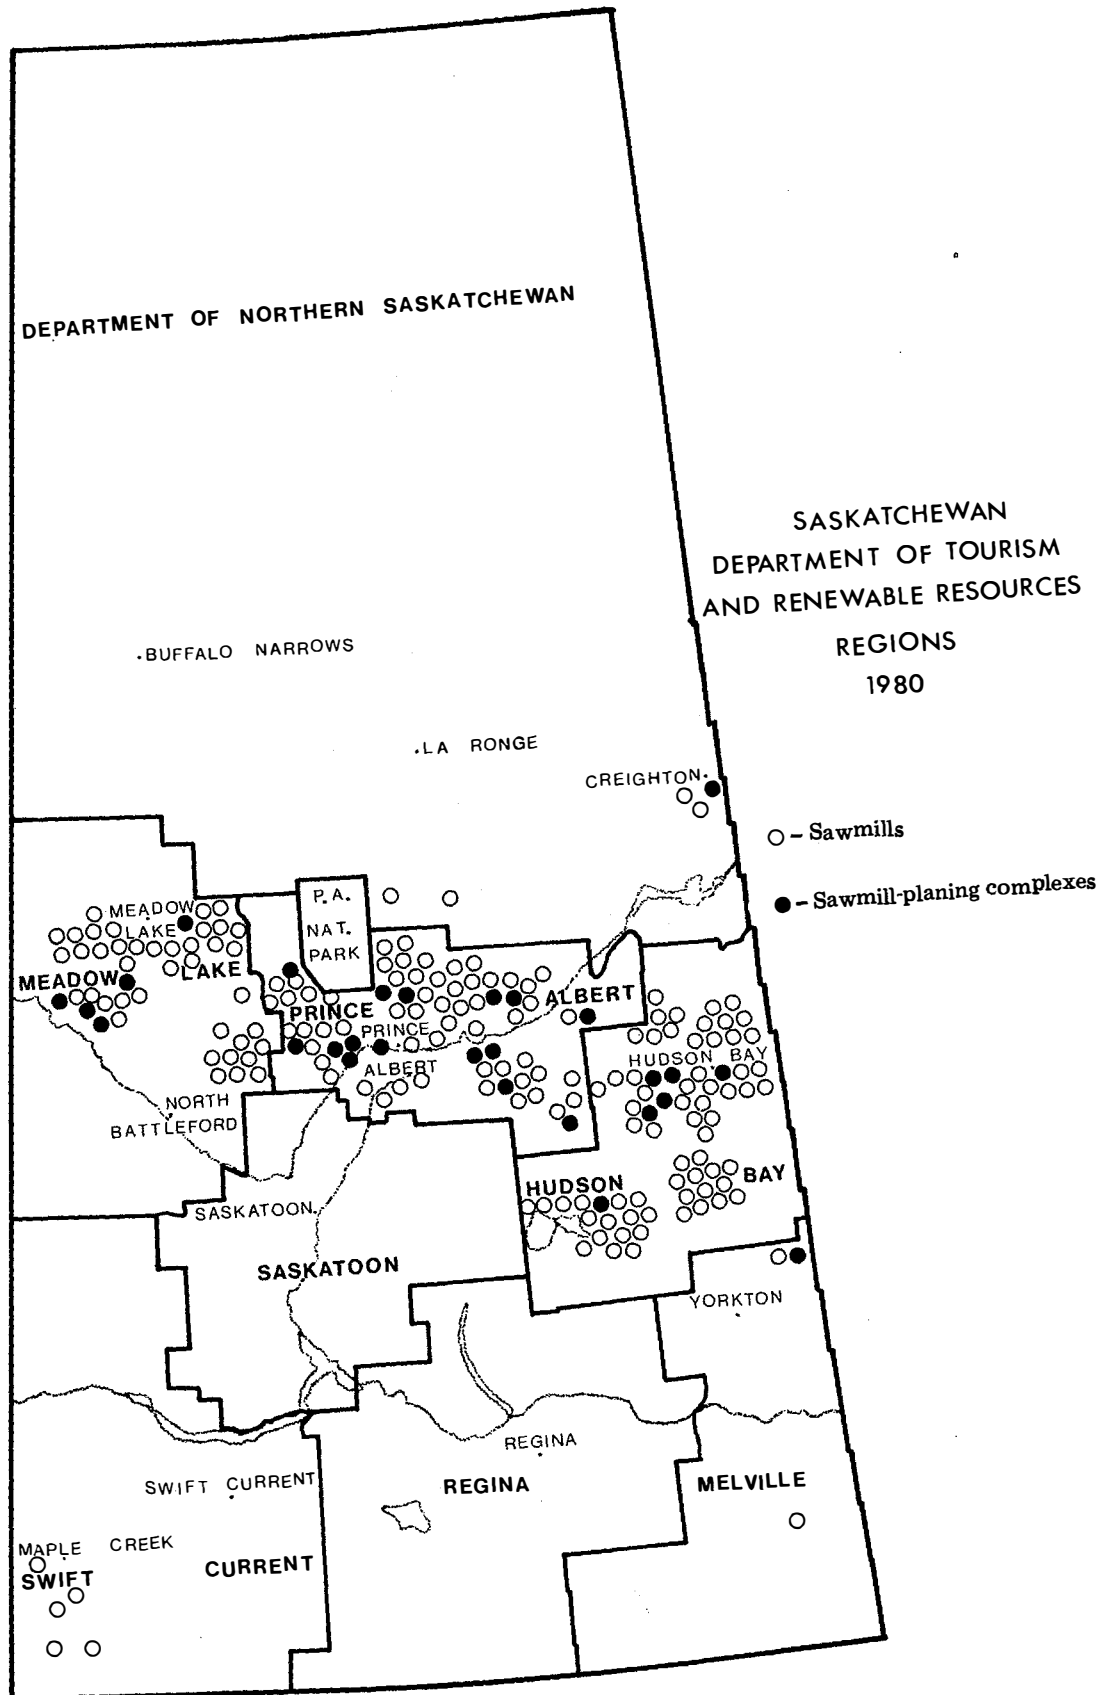 DEPARTMENT OF NORTHERN SASKATCHEWAN
SASKATCHEWAN
DEPARTMENT OF TOURISM
AND RENEWABLE RESOURCES
REGIONS
1980
BUFFALO NARROWS
LA RONGE
CREIGHTON
– Sawmills
– Sawmill-planing complexes
P.A.
NAT.
PARK
MEADOW
LAKE
MEADOW LAKE
PRINCE ALBERT
PRINCE
ALBERT
HUDSON BAY
NORTH
BATTLEFORD
HUDSON BAY
SASKATOON
SASKATOON
YORKTON
REGINA
SWIFT CURRENT
REGINA
MELVILLE
MAPLE CREEK
SWIFT CURRENT